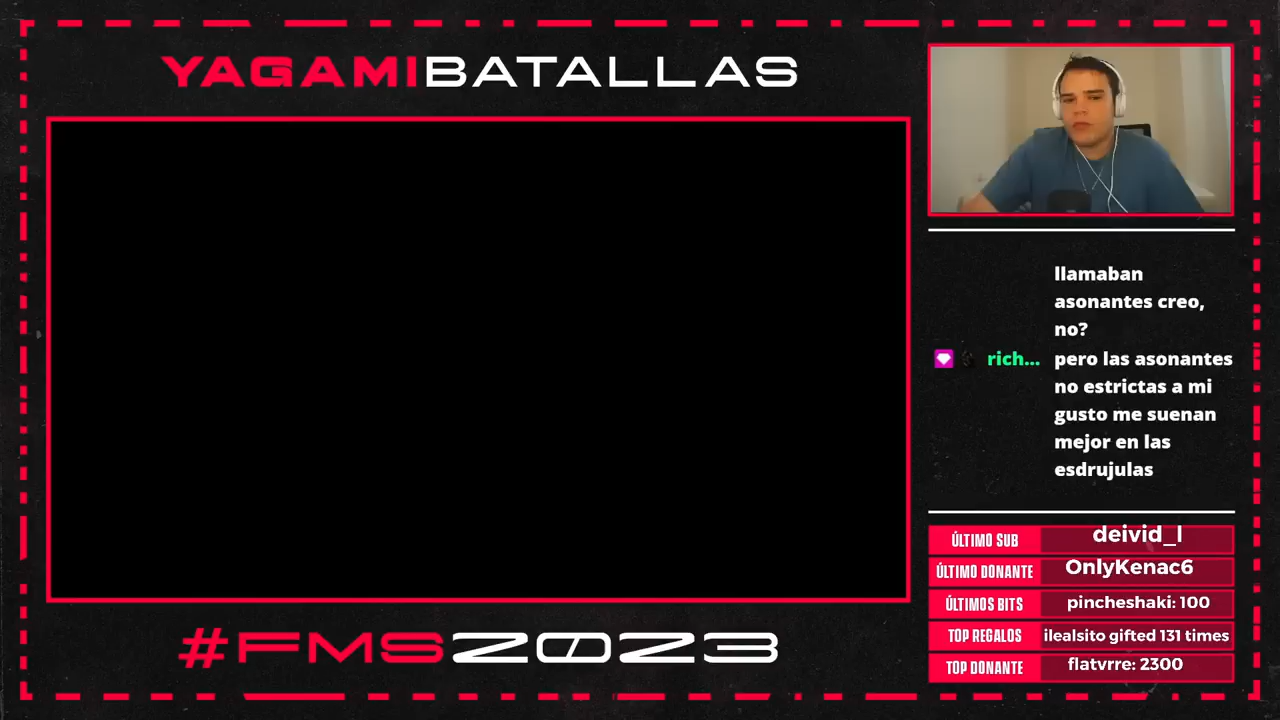 YAGAMIBATALLAS
llamaban
asonantes creo,
no?
rich... pero las asonantes
no estrictas a mi
gusto me suenan
mejor en las
esdrujulas
ÚLTIMO SUB deivid_l
ÚLTIMO DONANTE OnlyKenac6
ÚLTIMOS BITS pincheshaki: 100
TOP REGALOS ilealsito gifted 131 times
TOP DONANTE flatvrre: 2300
#FMS2023